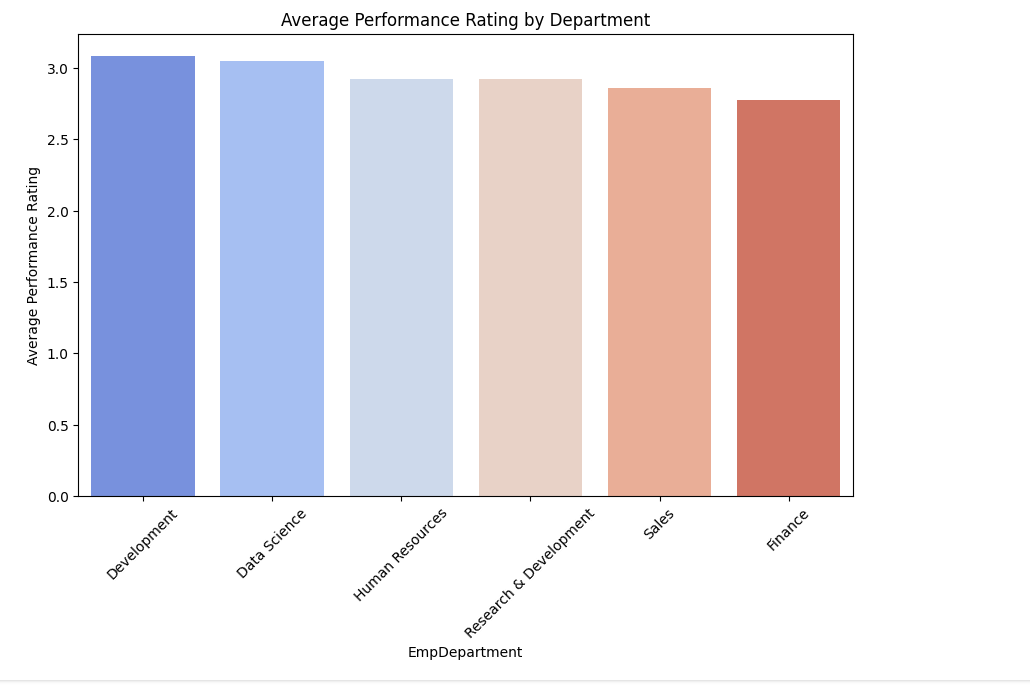 Average Performance Rating by Department
Average Performance Rating
3.0
2.5
2.0
1.5
1.0
0.5
0.0
Development
Data Science
Human Resources
Research & Development
Sales
Finance
EmpDepartment